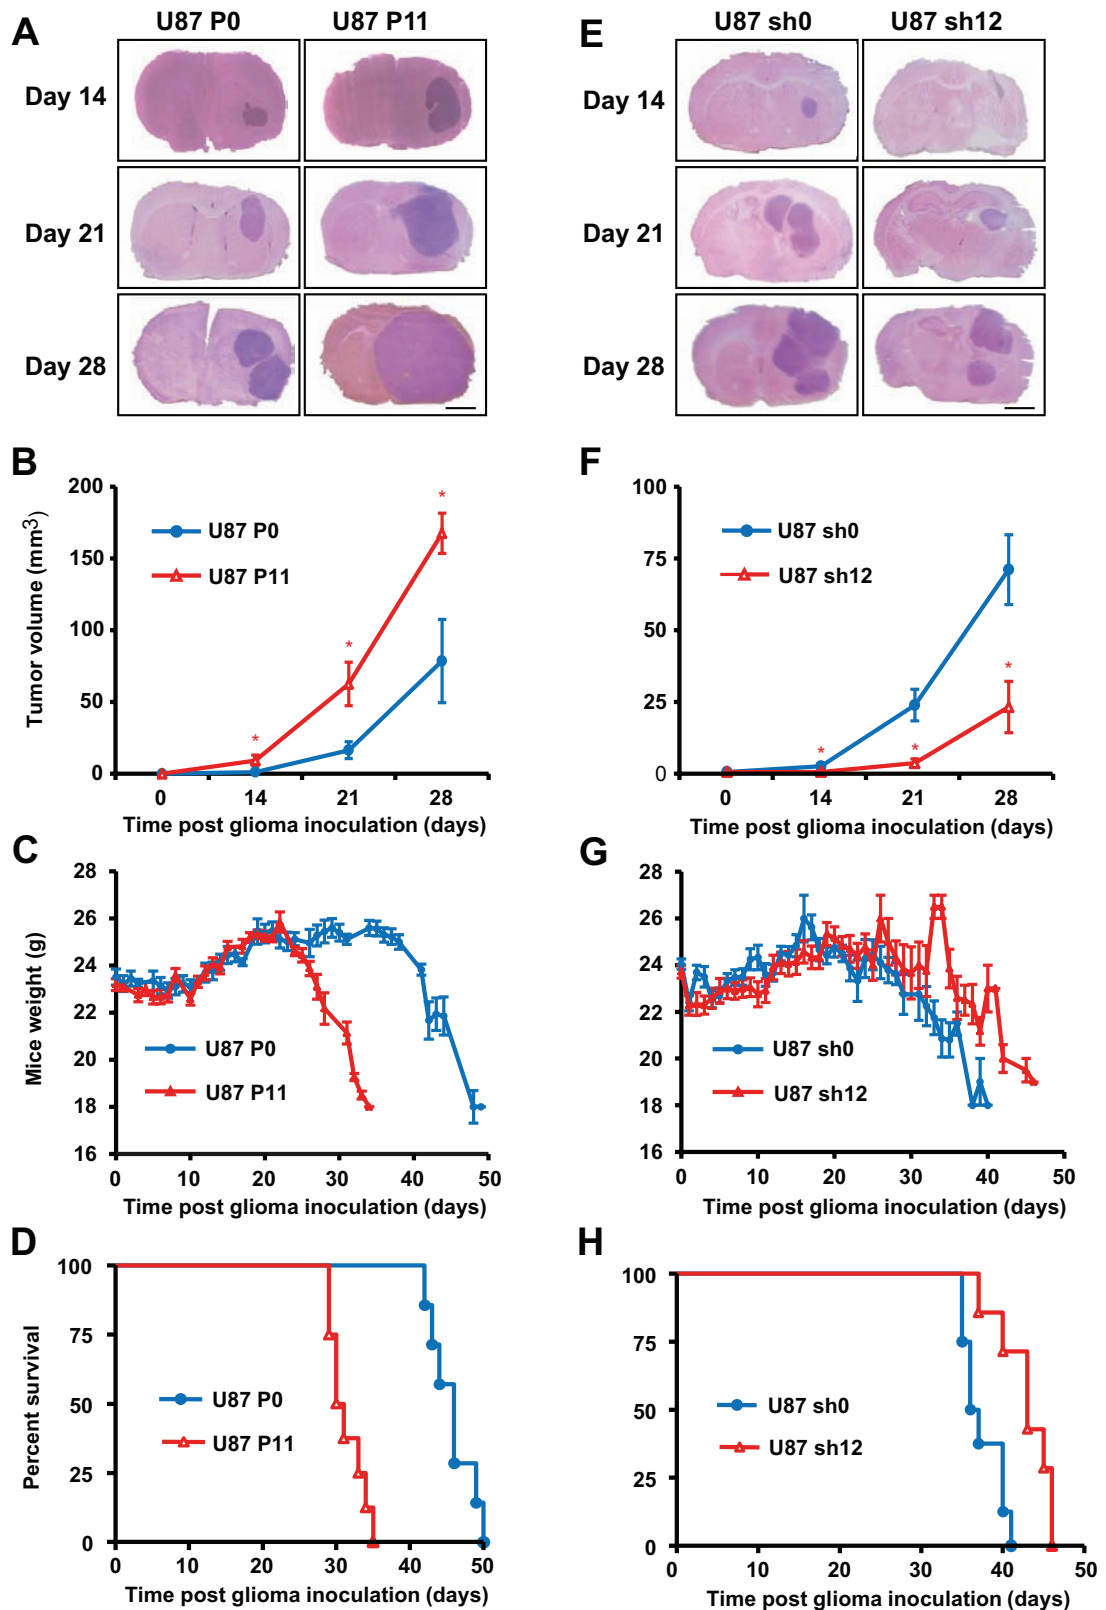 A
U87 P0
U87 P11
Day 14
Day 21
Day 28
B
Tumor volume (mm3)
200
150
100
50
0
U87 P0
U87 P11
*
*
*
0 14 21 28
Time post glioma inoculation (days)
C
Mice weight (g)
28
26
24
22
20
18
16
U87 P0
U87 P11
0 10 20 30 40 50
Time post glioma inoculation (days)
D
Percent survival
100
75
50
25
0
U87 P0
U87 P11
0 10 20 30 40 50
Time post glioma inoculation (days)
E
U87 sh0
U87 sh12
Day 14
Day 21
Day 28
F
100
75
50
25
0
U87 sh0
U87 sh12
*
*
*
0 14 21 28
Time post glioma inoculation (days)
G
28
26
24
22
20
18
16
U87 sh0
U87 sh12
0 10 20 30 40 50
Time post glioma inoculation (days)
H
100
75
50
25
0
U87 sh0
U87 sh12
0 20 30 40 50
Time post glioma inoculation (days)